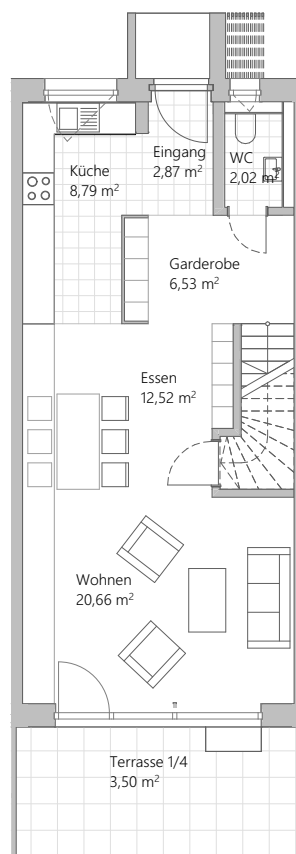 Eingang
2,87 m²
WC
2,02 m²
Küche
8,79 m²
Garderobe
6,53 m²
Essen
12,52 m²
Wohnen
20,66 m²
Terrasse 1/4
3,50 m²